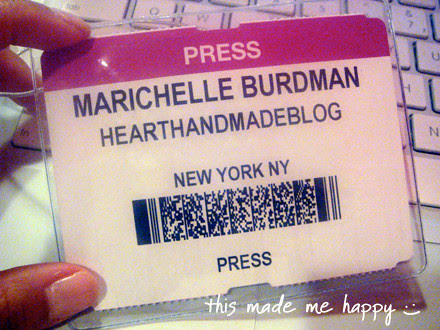 PRESS
MARICHELLE BURDMAN
HEARTHANDMADEBLOG
NEW YORK NY
PRESS
this made me happy :)